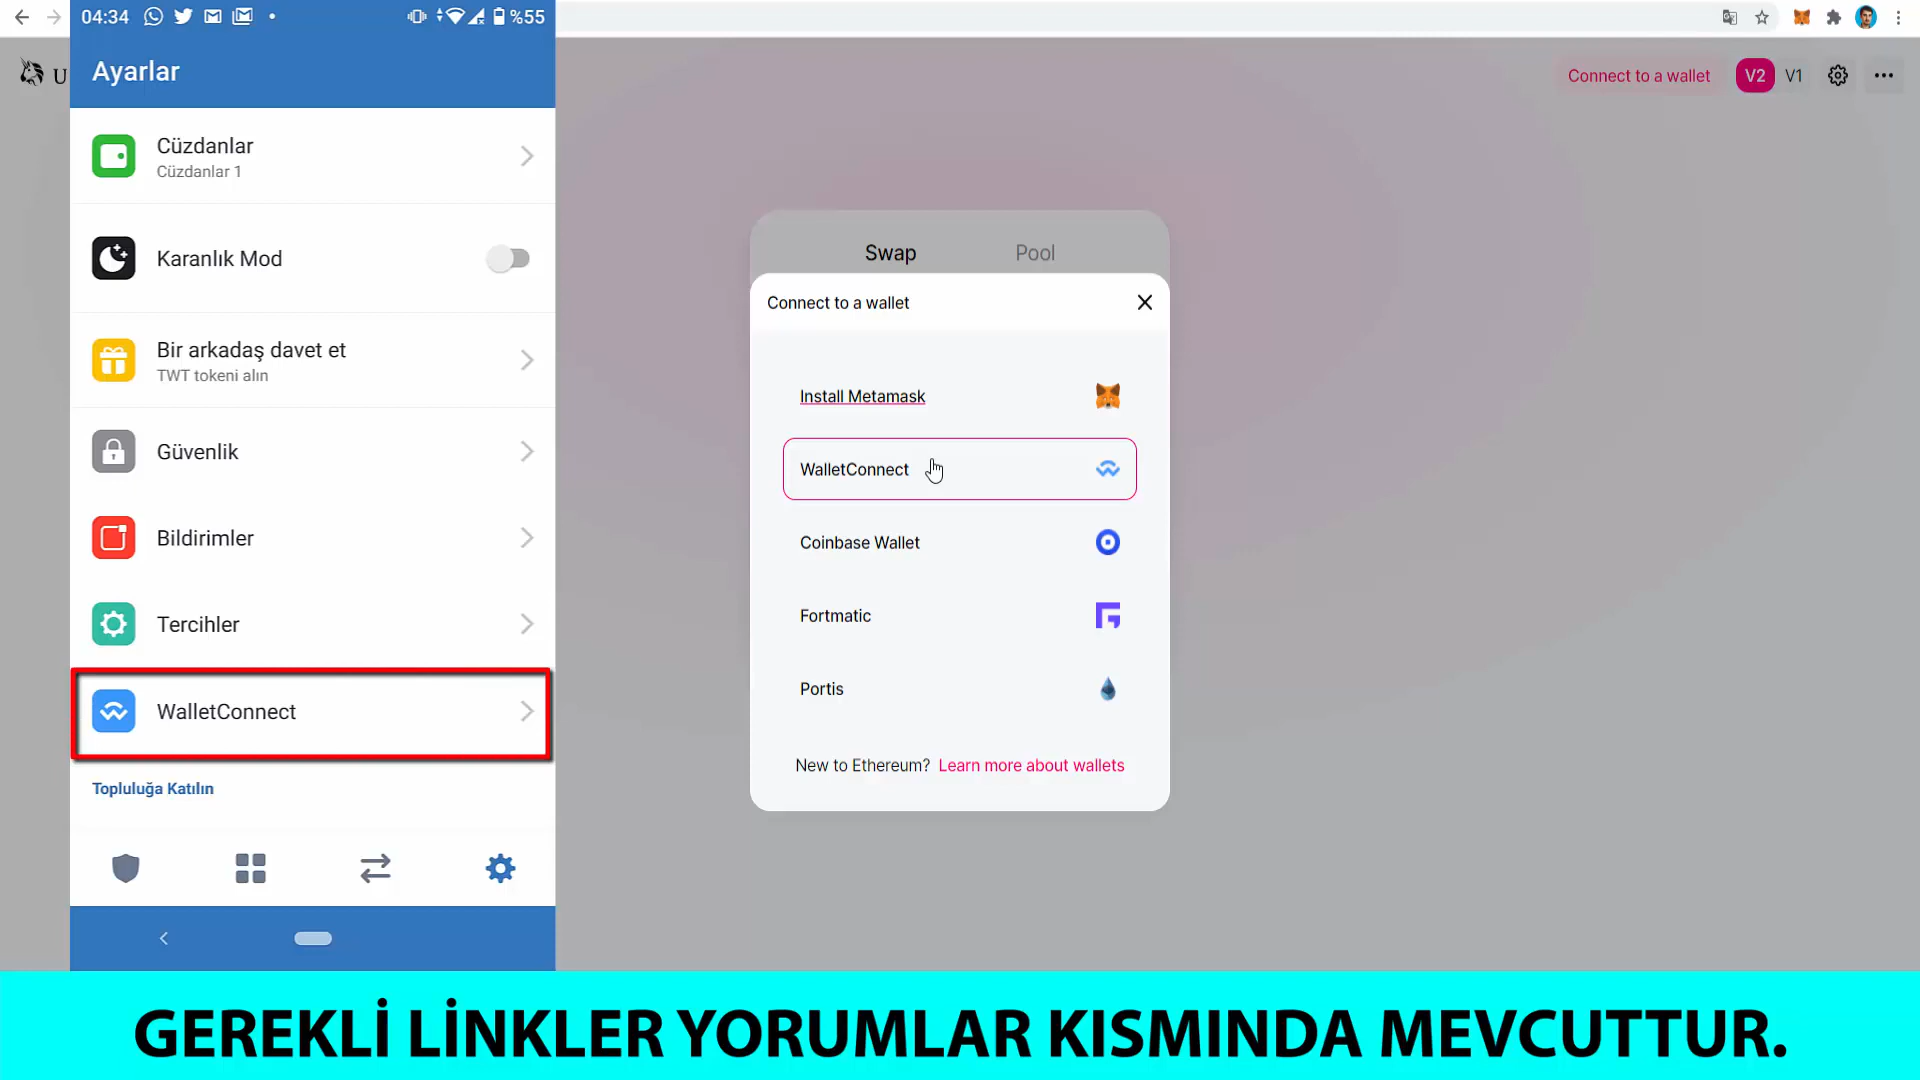 04:34
%55
Ayarlar
Cüzdanlar
Cüzdanlar 1
Karanlık Mod
Bir arkadaş davet et
TWT tokeni alın
Güvenlik
Bildirimler
Tercihler
WalletConnect
Topluluğa Katılın
U
Connect to a wallet
V2
V1
Swap
Pool
Connect to a wallet
Install Metamask
WalletConnect
Coinbase Wallet
Fortmatic
Portis
New to Ethereum? Learn more about wallets
GEREKLİ LİNKLER YORUMLAR KISMINDA MEVCUTTUR.